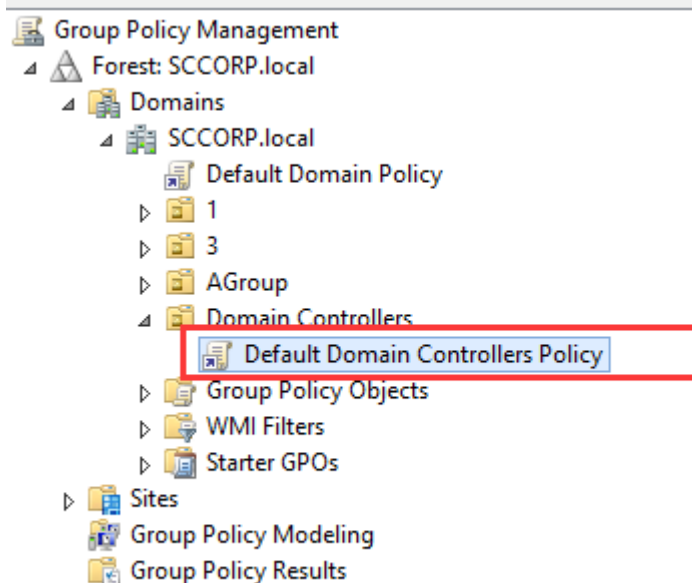 Group Policy Management
Forest: SCCORP.local
Domains
SCCORP.local
Default Domain Policy
1
3
AGroup
Domain Controllers
Default Domain Controllers Policy
Group Policy Objects
WMI Filters
Starter GPOs
Sites
Group Policy Modeling
Group Policy Results